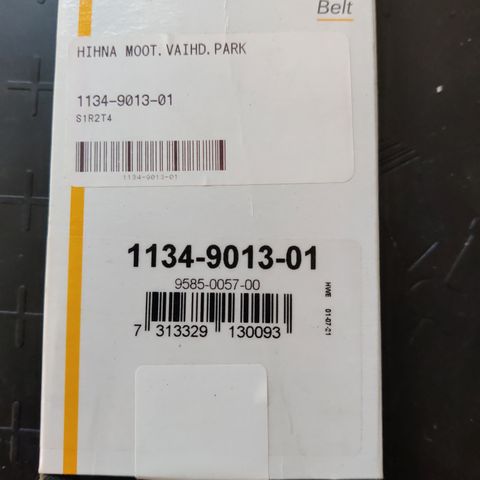 Belt
HIHNA MOOT.VAIHD.PARK
1134-9013-01
S1R2T4
1134-9013-01
1134-9013-01
9585-0057-00
7 313329 130093
HWE 01-07-21